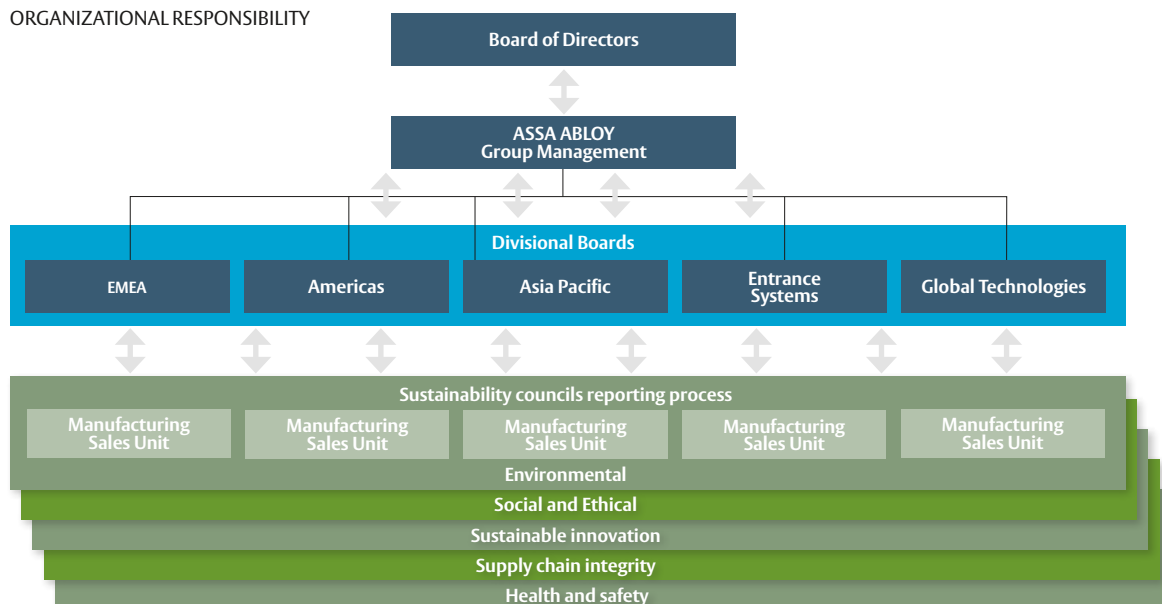 ORGANIZATIONAL RESPONSIBILITY
Board of Directors
ASSA ABLOY
Group Management
Divisional Boards
EMEA
Americas
Asia Pacific
Entrance
Systems
Global Technologies
Sustainability councils reporting process
Manufacturing
Sales Unit
Manufacturing
Sales Unit
Manufacturing
Sales Unit
Manufacturing
Sales Unit
Manufacturing
Sales Unit
Environmental
Social and Ethical
Sustainable innovation
Supply chain integrity
Health and safety